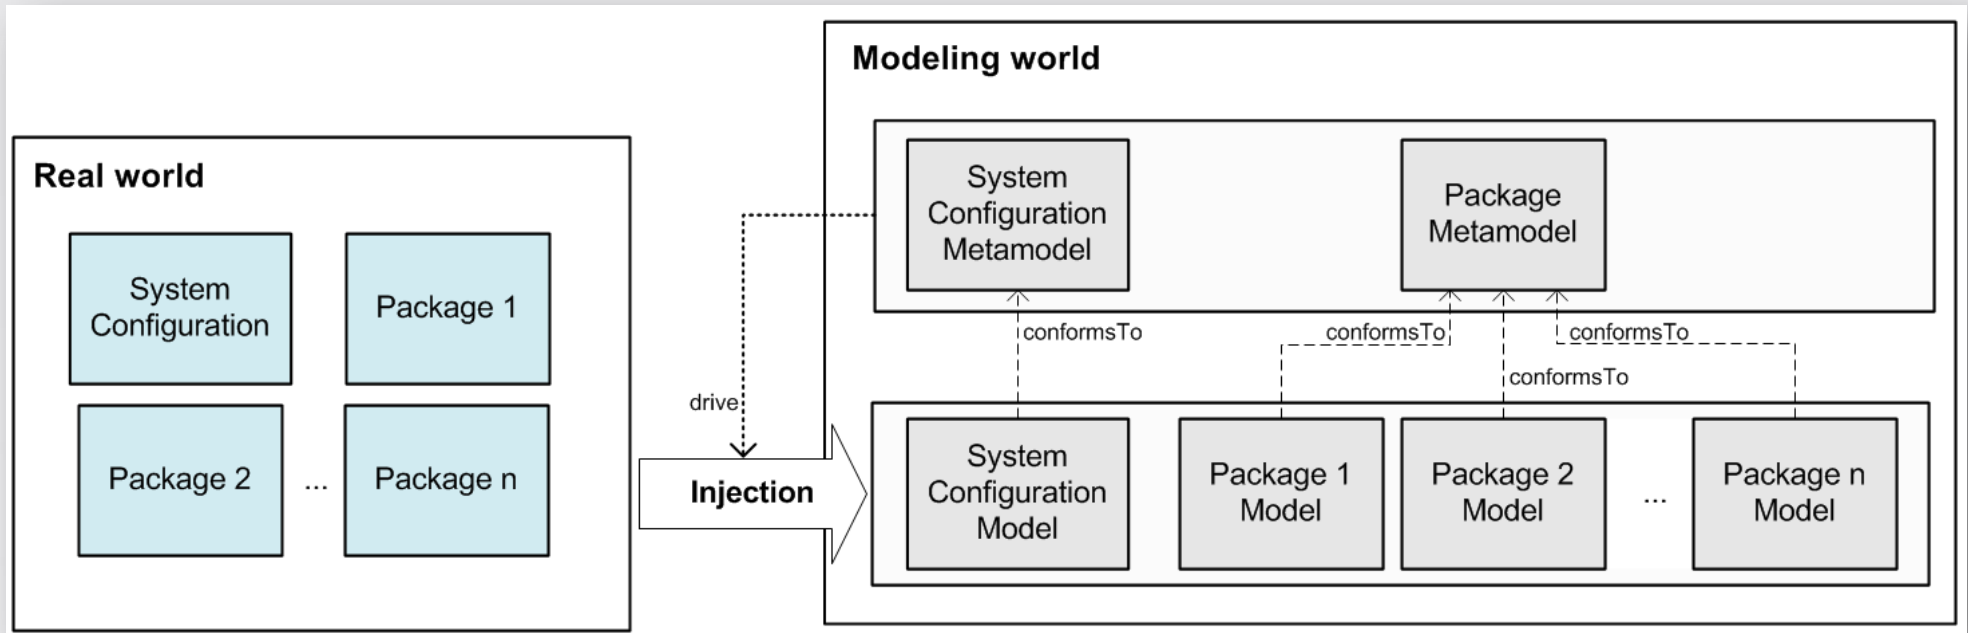 Modeling world
Real world
System
Configuration
Package 1
Package 2
...
Package n
drive
Injection
System
Configuration
Metamodel
Package
Metamodel
conformsTo
conformsTo
conformsTo
conformsTo
System
Configuration
Model
Package 1
Model
Package 2
Model
...
Package n
Model